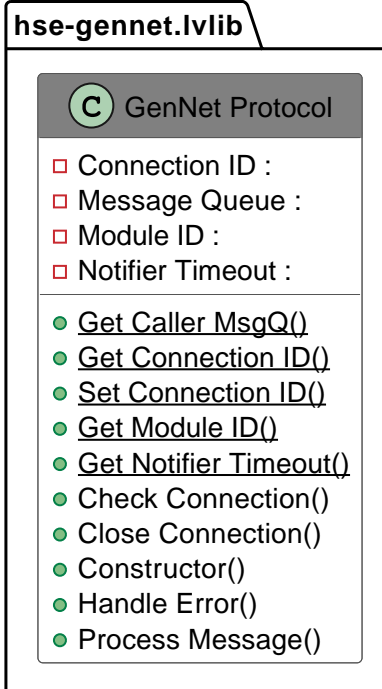 hse-gennet.lvlib
C GenNet Protocol
Connection ID :
Message Queue :
Module ID :
Notifier Timeout :
Get Caller MsgQ()
Get Connection ID()
Set Connection ID()
Get Module ID()
Get Notifier Timeout()
Check Connection()
Close Connection()
Constructor()
Handle Error()
Process Message()